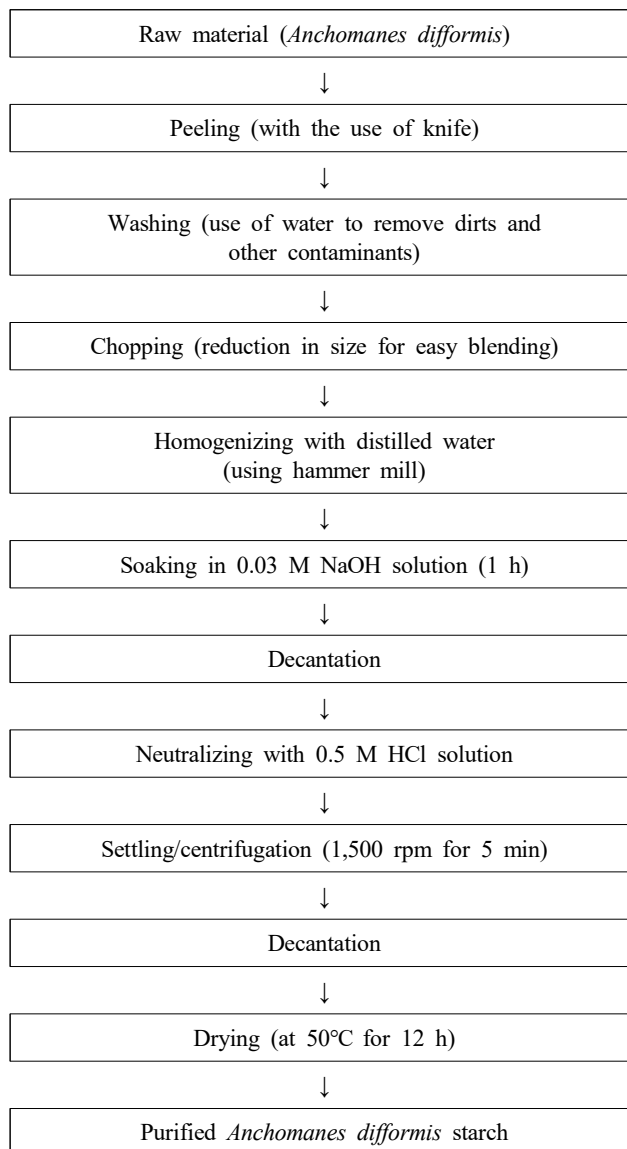 Raw material (Anchomanes difformis)
↓
Peeling (with the use of knife)
↓
Washing (use of water to remove dirts and
other contaminants)
↓
Chopping (reduction in size for easy blending)
↓
Homogenizing with distilled water
(using hammer mill)
↓
Soaking in 0.03 M NaOH solution (1 h)
↓
Decantation
↓
Neutralizing with 0.5 M HCl solution
↓
Settling/centrifugation (1,500 rpm for 5 min)
↓
Decantation
↓
Drying (at 50℃ for 12 h)
↓
Purified Anchomanes difformis starch